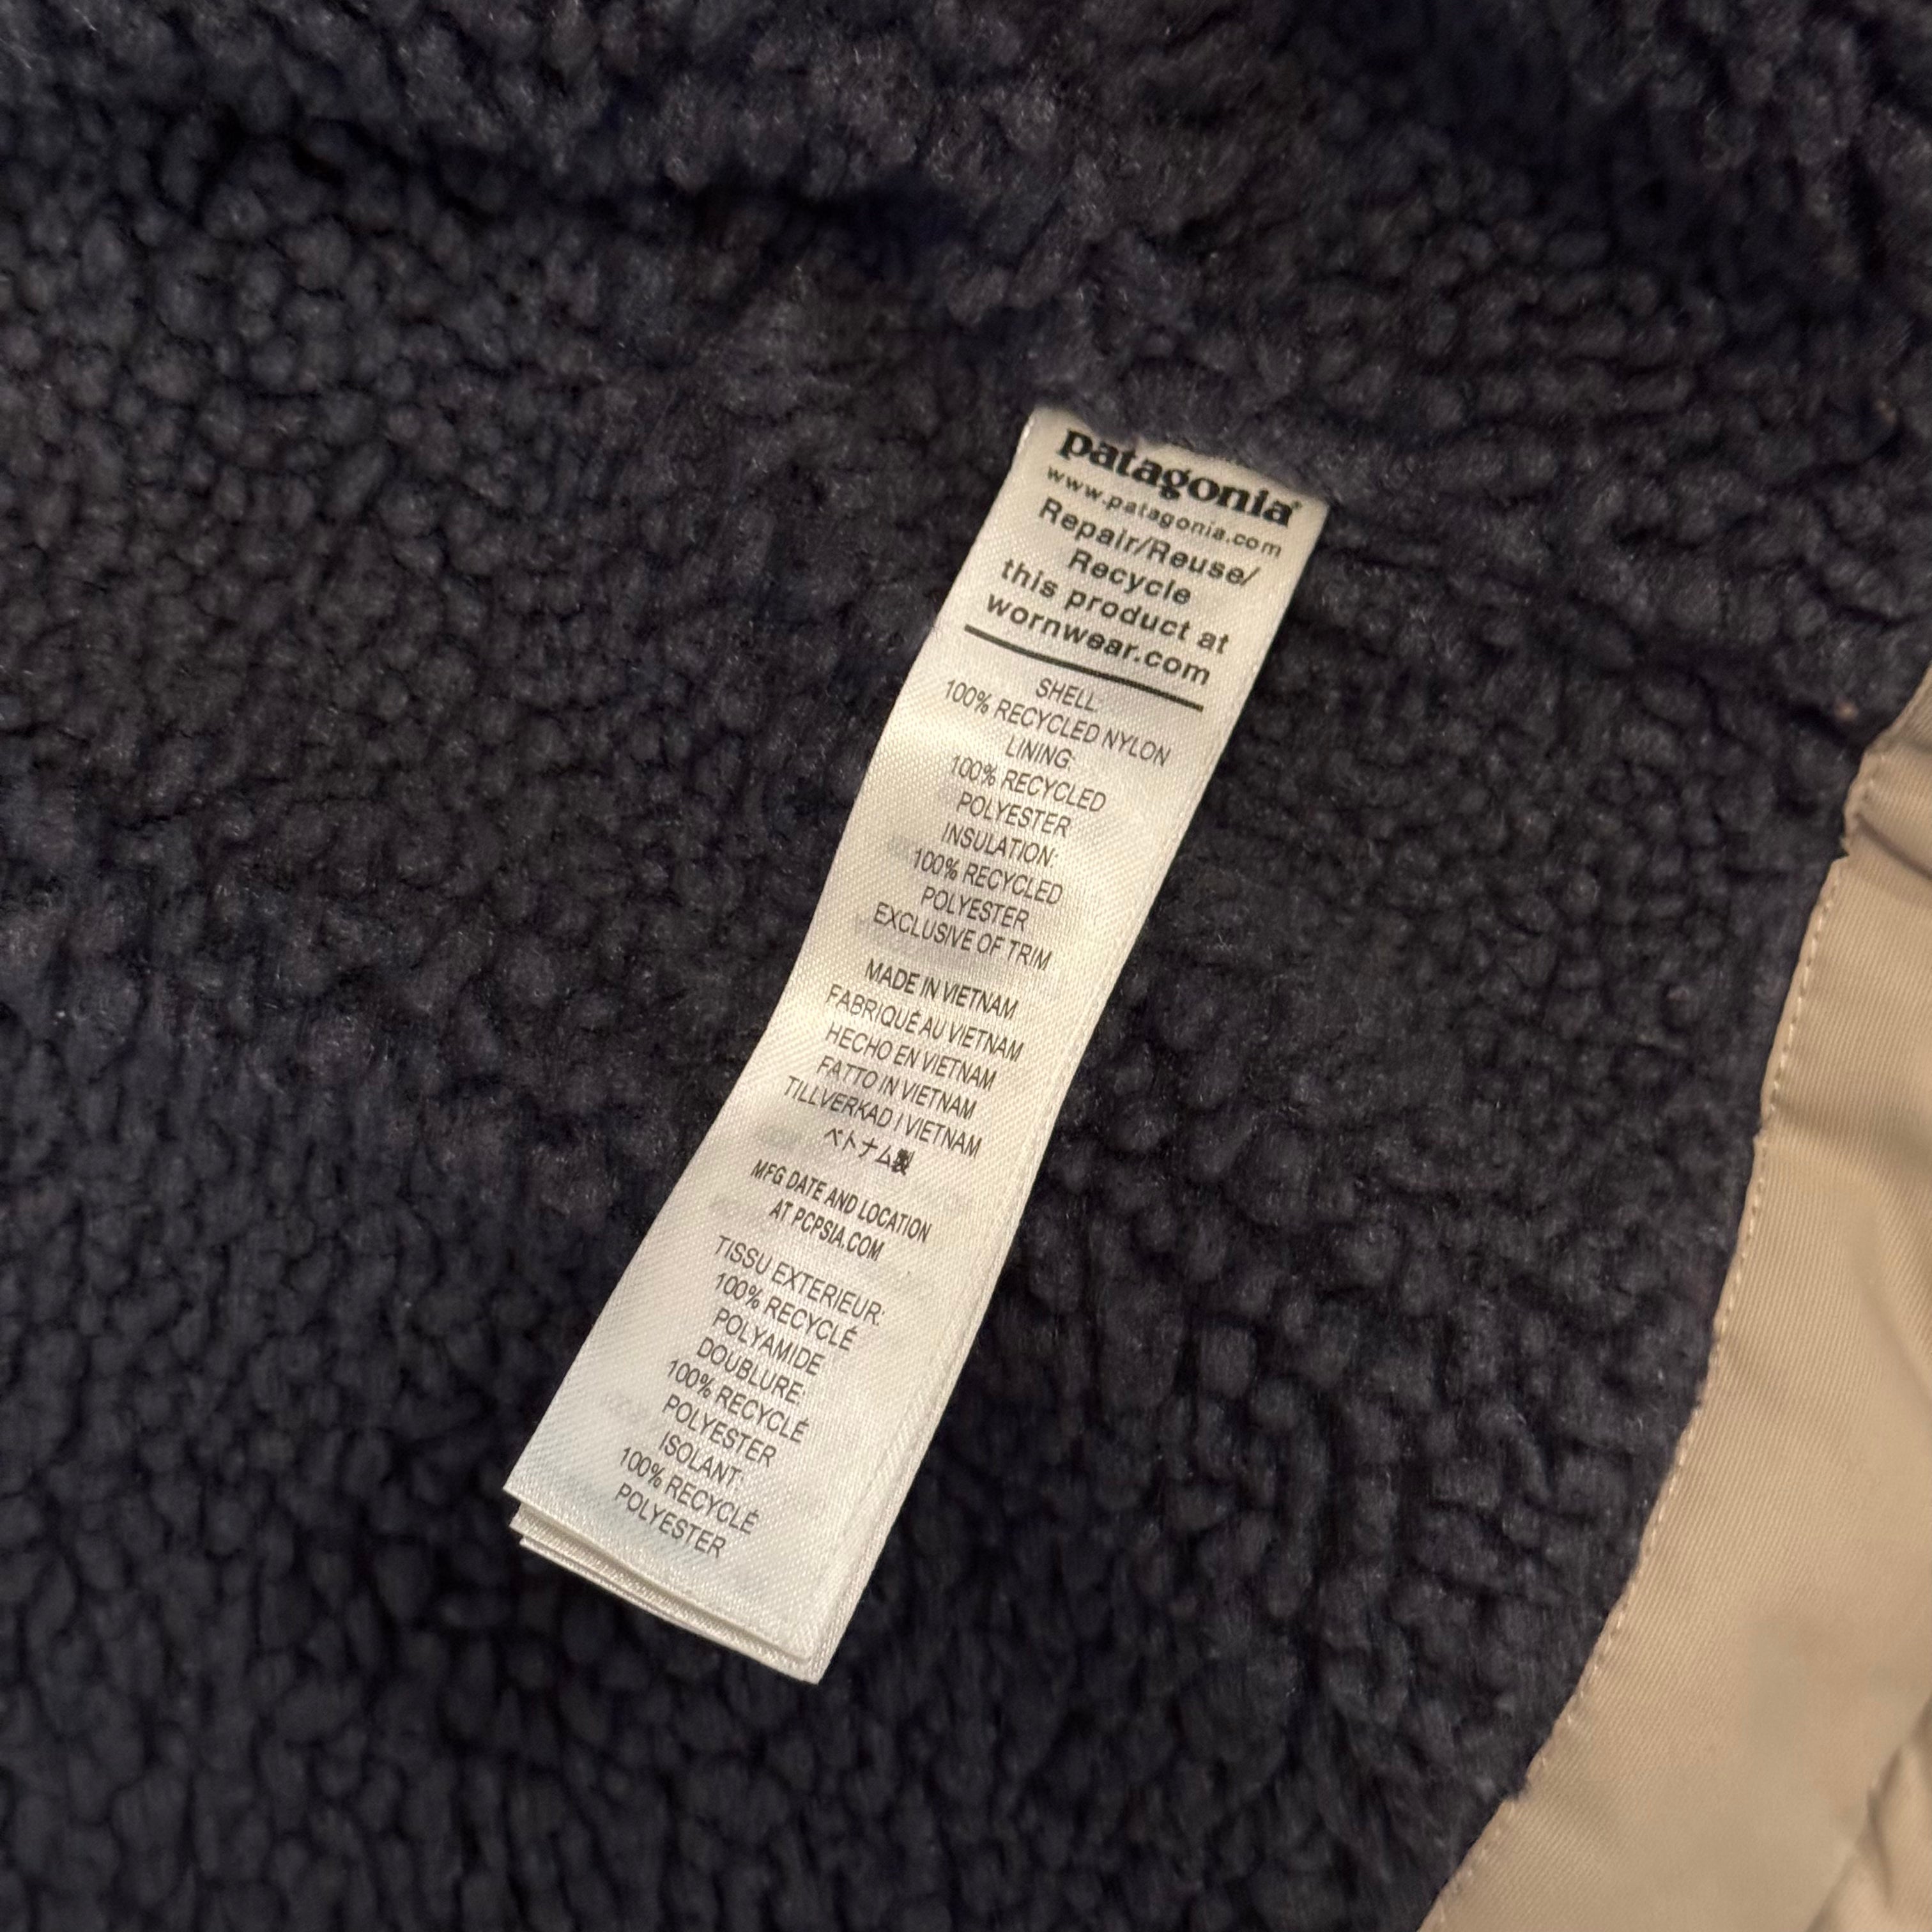 patagonia®
www.patagonia.com
Repair/Reuse/
Recycle
this product at
wornwear.com
SHELL:
100% RECYCLED NYLON
LINING:
100% RECYCLED
POLYESTER
INSULATION:
100% RECYCLED
POLYESTER
EXCLUSIVE OF TRIM
MADE IN VIETNAM
FABRIQUÉ AU VIETNAM
HECHO EN VIETNAM
FATTO IN VIETNAM
TILLVERKAD I VIETNAM
ベトナム製
MFG DATE AND LOCATION
AT PCPSIA.COM
TISSU EXTERIEUR:
100% RECYCLÉ
POLYAMIDE
DOUBLURE:
100% RECYCLÉ
POLYESTER
ISOLANT:
100% RECYCLÉ
POLYESTER